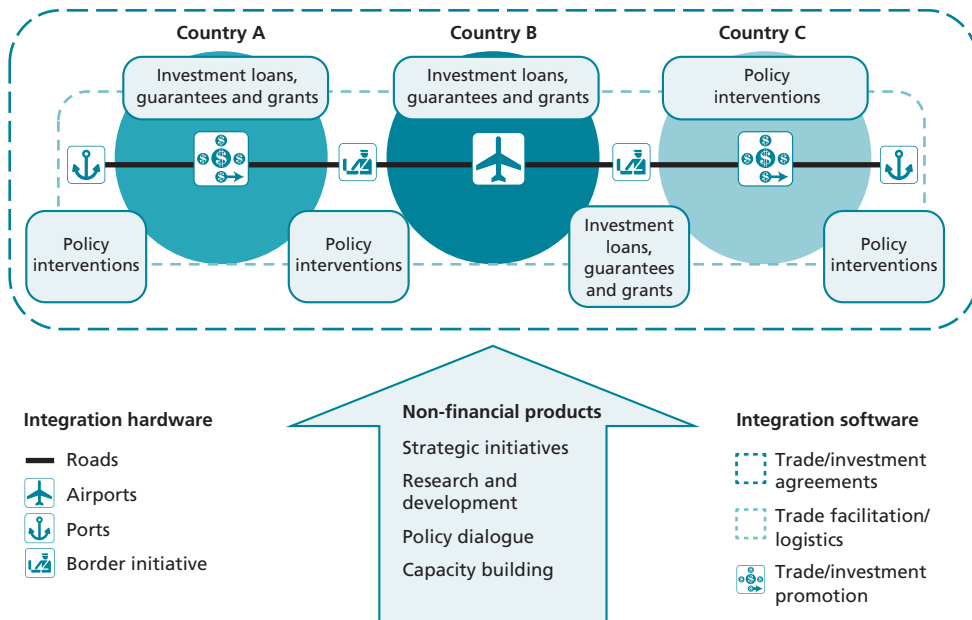 Country A
Country B
Country C
Investment loans,
guarantees and grants
Investment loans,
guarantees and grants
Policy
interventions
Policy
interventions
Policy
interventions
Investment
loans,
guarantees
and grants
Policy
interventions
Integration hardware
Roads
Airports
Ports
Border initiative
Non-financial products
Strategic initiatives
Research and
development
Policy dialogue
Capacity building
Integration software
Trade/investment
agreements
Trade facilitation/
logistics
Trade/investment
promotion